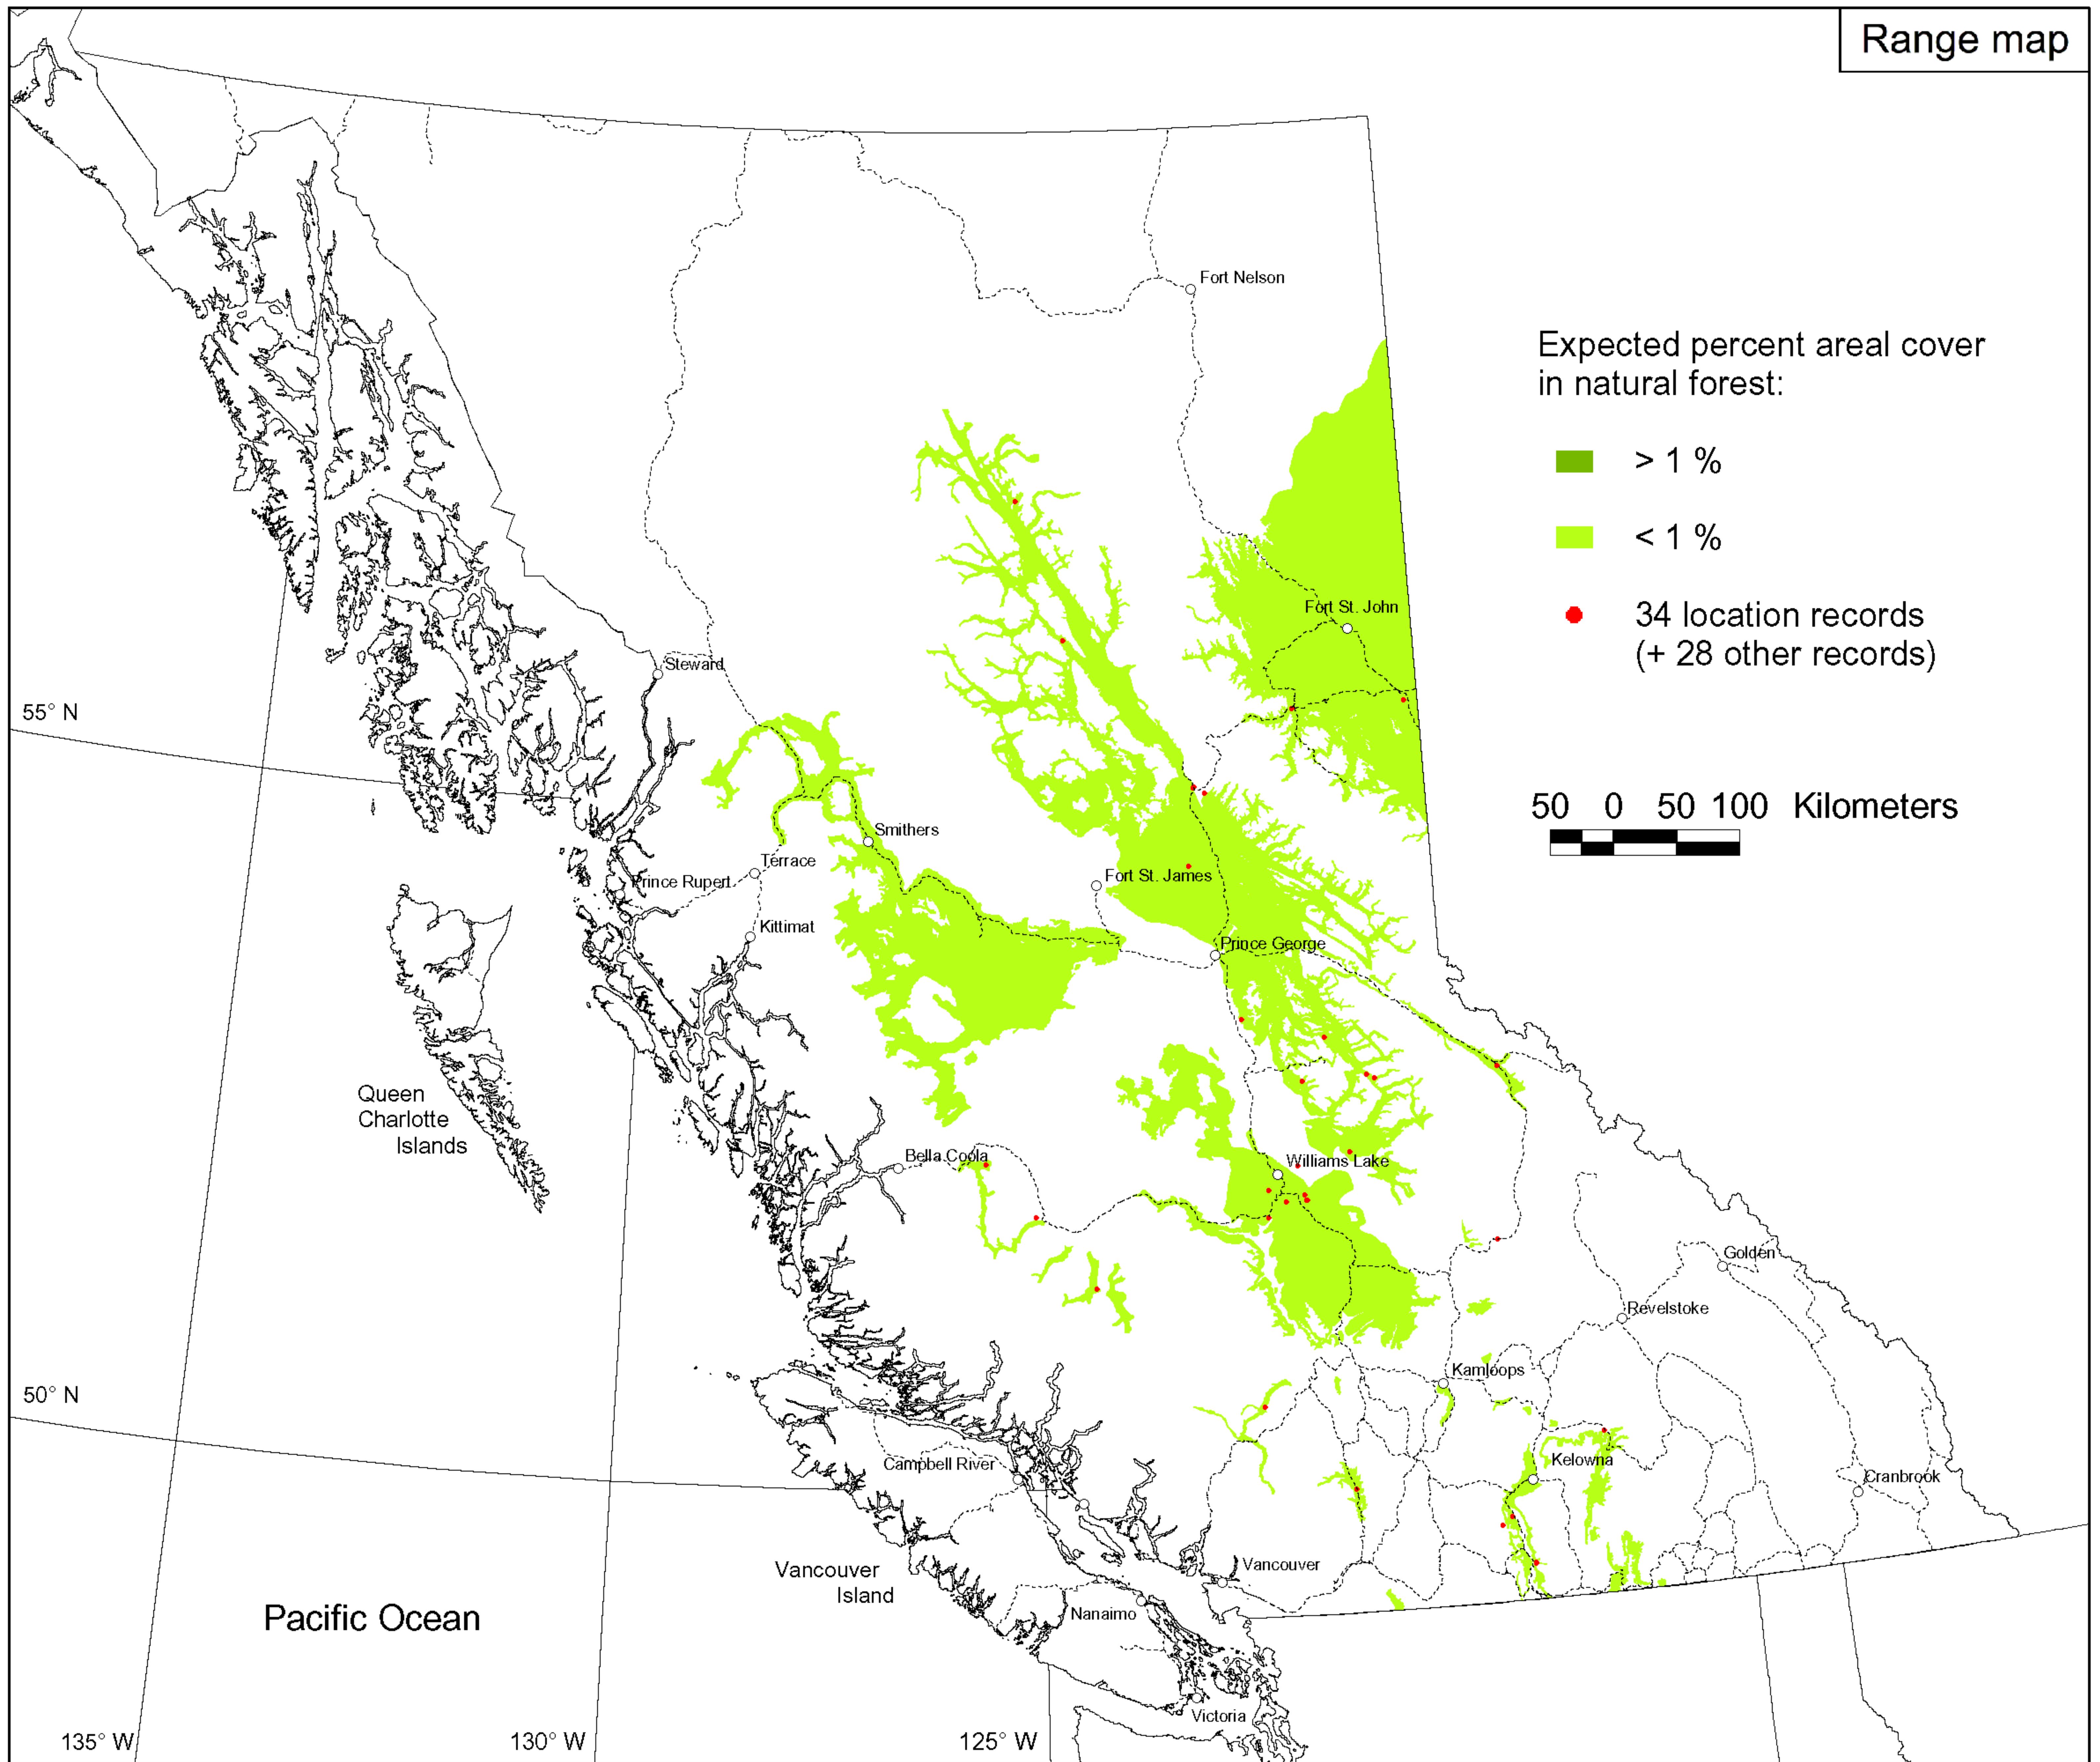 Range map
Fort Nelson
Expected percent areal cover
in natural forest:
> 1 %
< 1 %
34 location records
(+ 28 other records)
Fort St. John
Steward
55° N
50 0 50 100 Kilometers
Smithers
Terrace
Prince Rupert
Fort St. James
Kittimat
Prince George
Queen
Charlotte
Islands
Bella Coola
Williams Lake
Golden
Revelstoke
Kamloops
50° N
Campbell River
Kelowna
Cranbrook
Vancouver
Island
Vancouver
Nanaimo
Pacific Ocean
Victoria
135° W
130° W
125° W